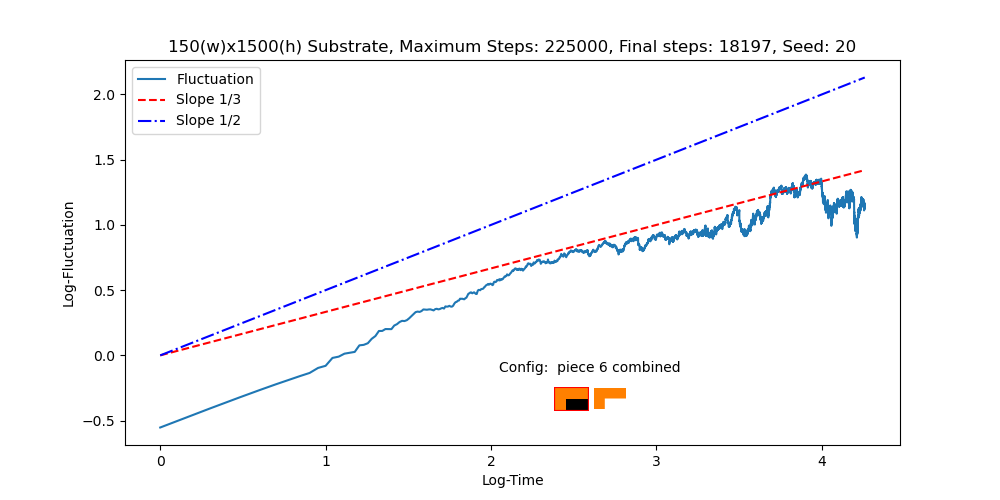 150(w)x1500(h) Substrate, Maximum Steps: 225000, Final steps: 18197, Seed: 20
Fluctuation
Slope 1/3
Slope 1/2
Log-Fluctuation
2.0
1.5
1.0
0.5
0.0
−0.5
Config:  piece 6 combined
0 1 2 3 4
Log-Time